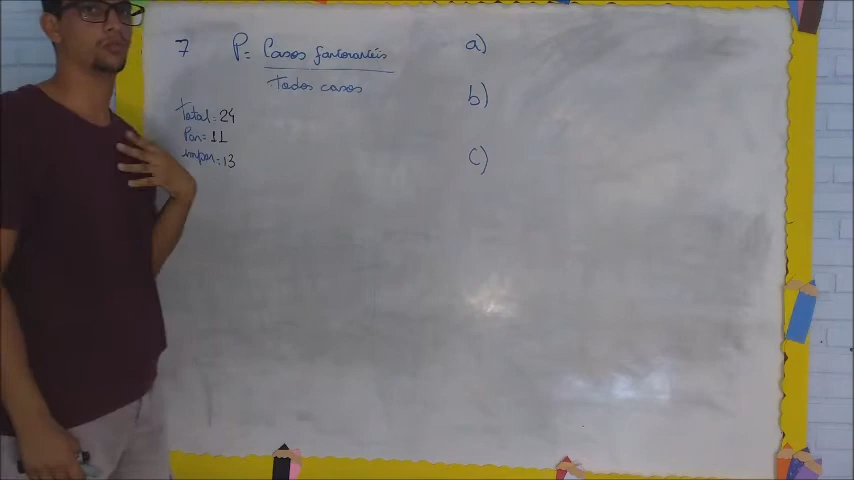 7 P= Casos favoraveis
Todos casos
Total: 24
Par= 11
impar: 13
a)
b)
c)